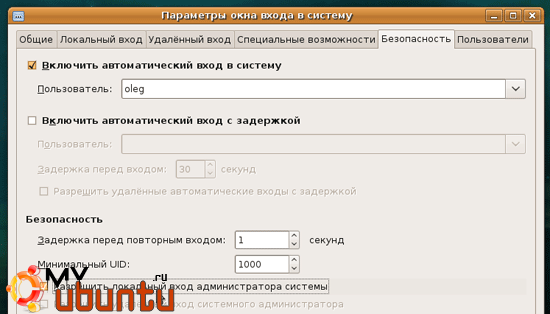 Параметры окна входа в систему
Общие Локальный вход Удалённый вход Специальные возможности Безопасность Пользователи
Включить автоматический вход в систему
Пользователь: oleg
Включить автоматический вход с задержкой
Пользователь:
Задержка перед входом: 30 секунд
Разрешить удалённые автоматические входы с задержкой
Безопасность
Задержка перед повторным входом: 1 секунд
Минимальный UID: 1000
Разрешить локальный вход администратора системы
вход системного администратора
MY .ru
Ubuntu